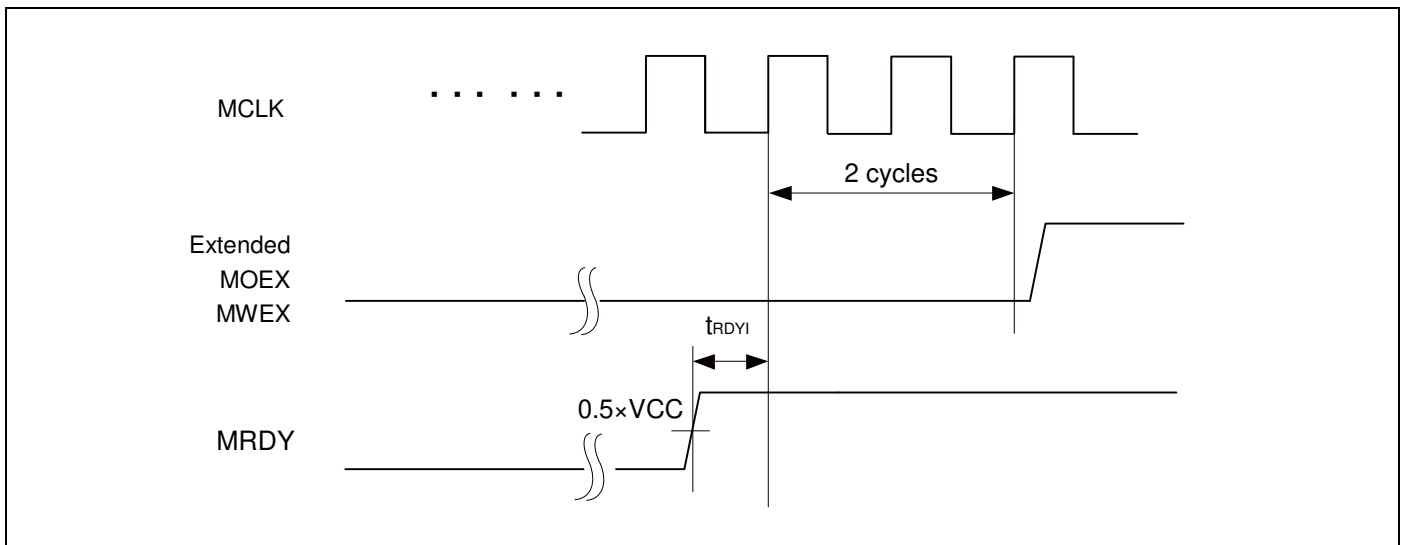 MCLK
... ...
2 cycles
Extended
MOEX
MWEX
tRDYI
0.5×VCC
MRDY